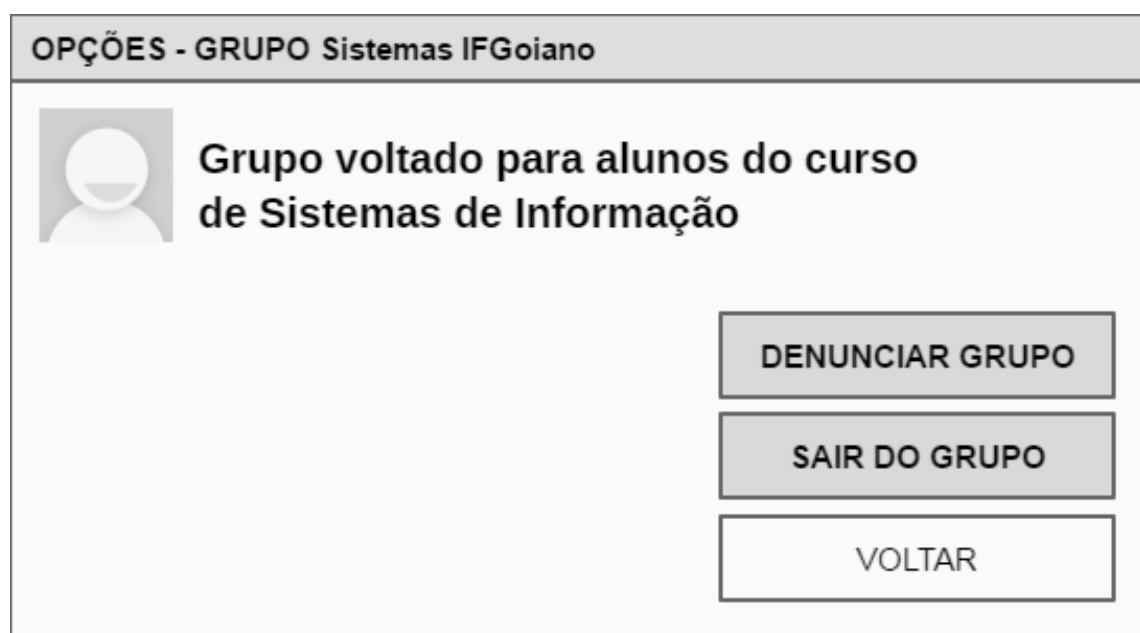 OPÇÕES - GRUPO Sistemas IFGoiano
Grupo voltado para alunos do curso
de Sistemas de Informação
DENUNCIAR GRUPO
SAIR DO GRUPO
VOLTAR